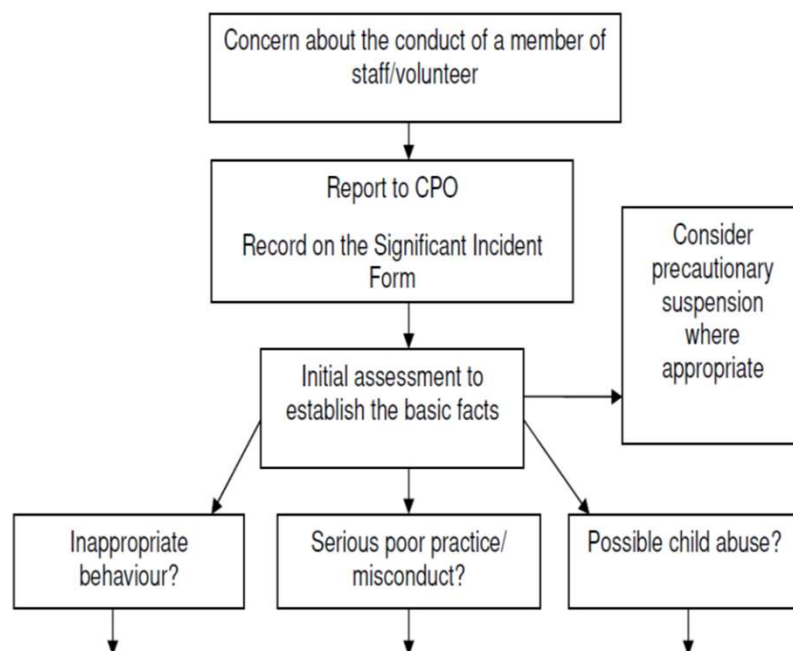 Concern about the conduct of a member of
staff/volunteer
Report to CPO
Record on the Significant Incident
Form
Consider
precautionary
suspension
where
appropriate
Initial assessment to
establish the basic facts
Inappropriate
behaviour?
Serious poor practice/
misconduct?
Possible child abuse?